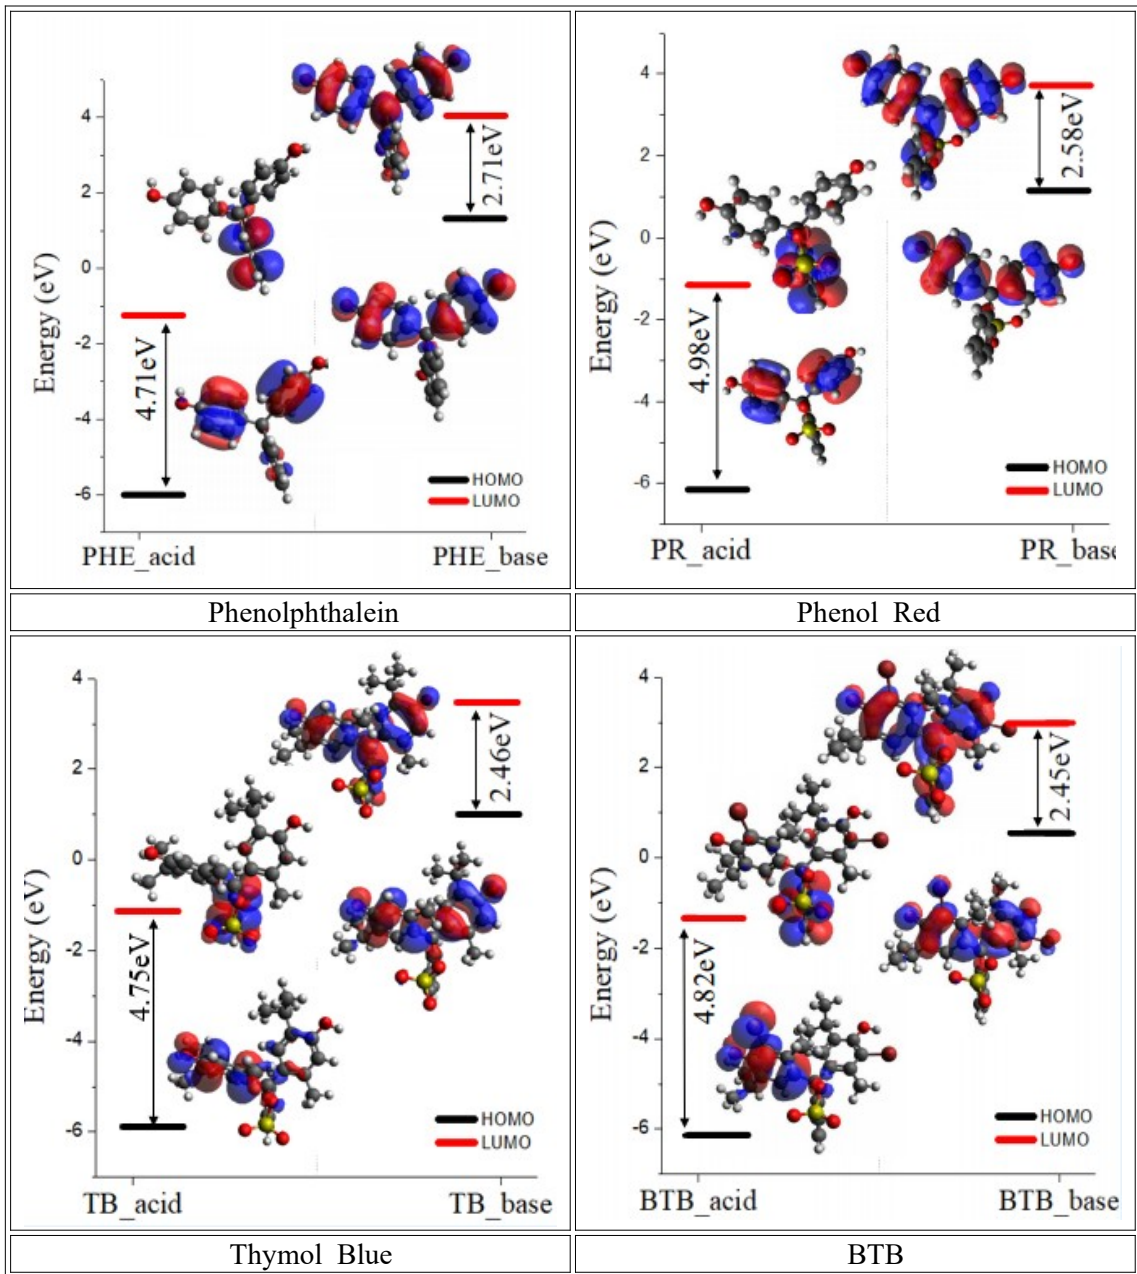 Energy (eV)
4
2
0
-2
-4
-6
2.71eV
4.71eV
HOMO
LUMO
PHE_acid
PHE_base
Phenolphthalein
Energy (eV)
4
2
0
-2
-4
-6
2.58eV
4.98eV
HOMO
LUMO
PR_acid
PR_base
Phenol Red
Energy (eV)
4
2
0
-2
-4
-6
2.46eV
4.75eV
HOMO
LUMO
TB_acid
TB_base
Thymol Blue
Energy (eV)
4
2
0
-2
-4
-6
2.45eV
4.82eV
HOMO
LUMO
BTB_acid
BTB_base
BTB